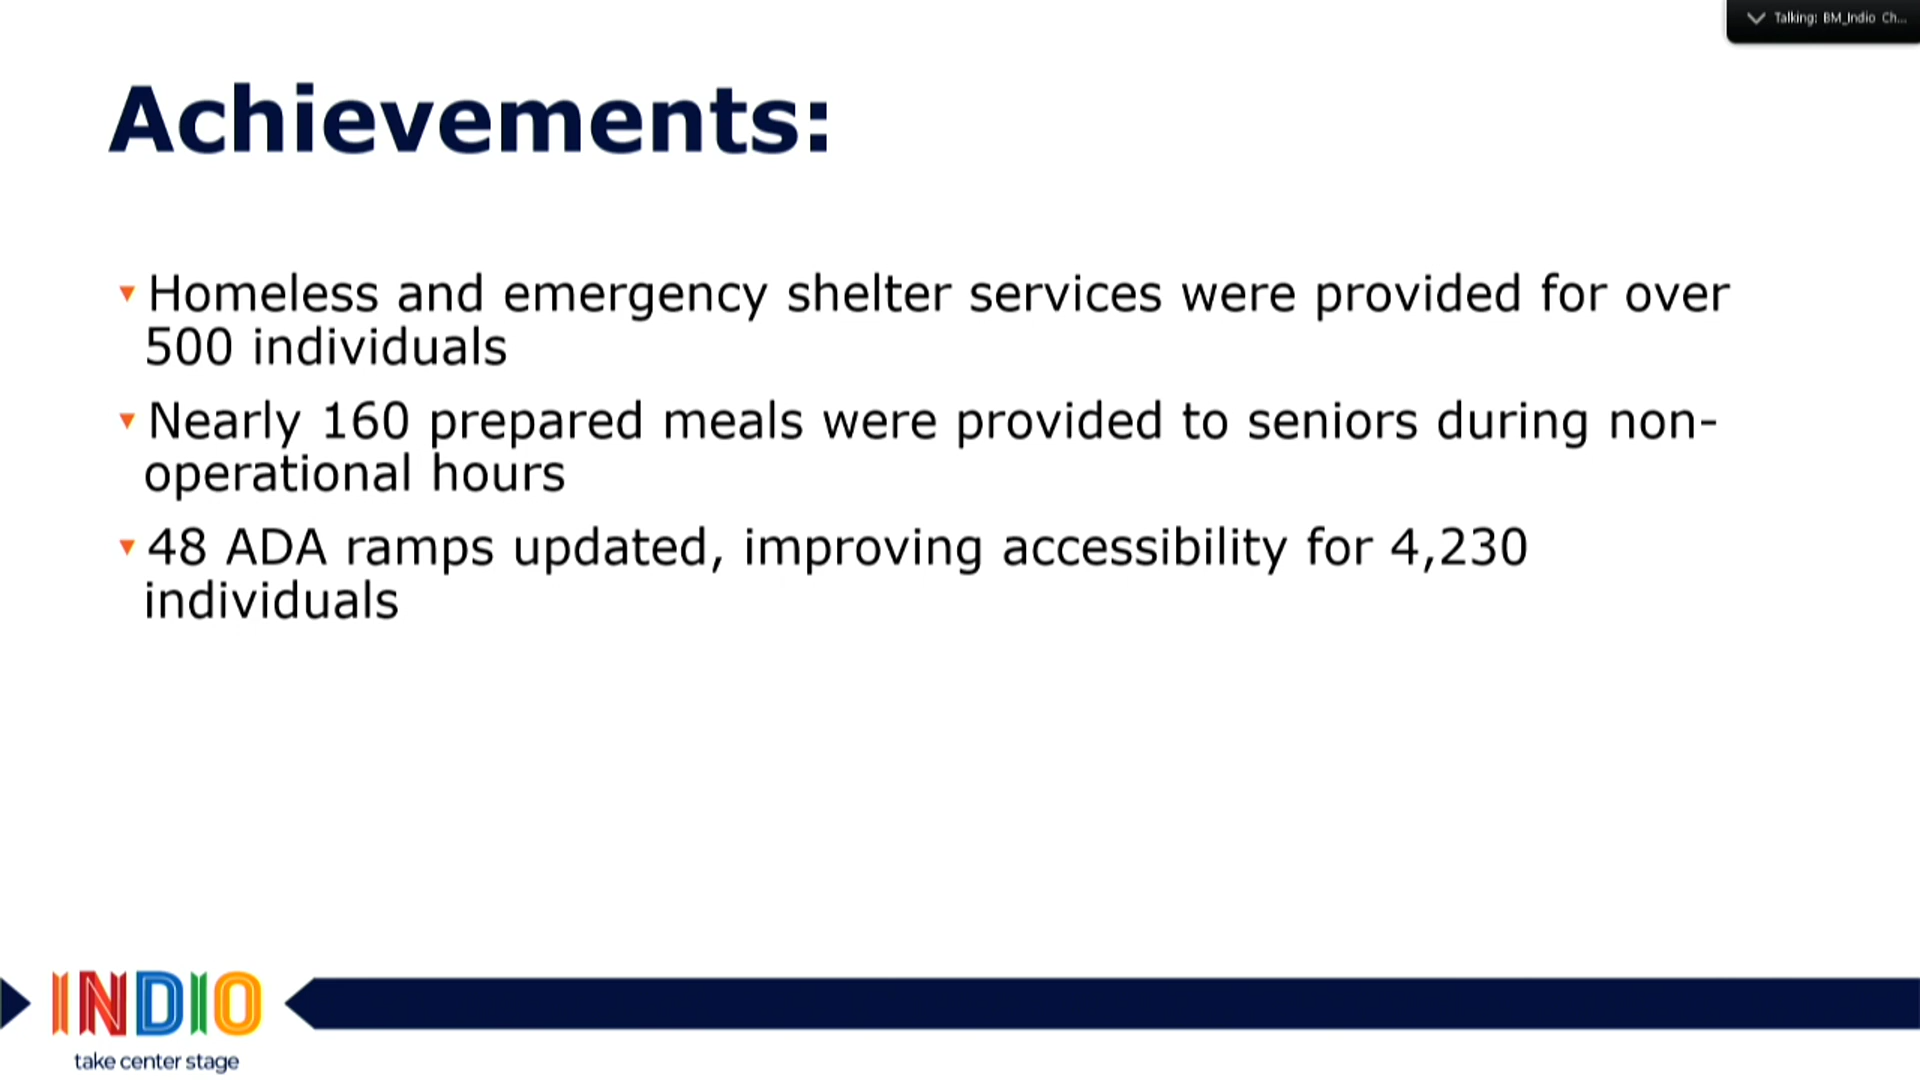 Talking: BM_Indio Ch...
Achievements:
Homeless and emergency shelter services were provided for over
500 individuals
Nearly 160 prepared meals were provided to seniors during non-
operational hours
48 ADA ramps updated, improving accessibility for 4,230
individuals
INDIO
take center stage